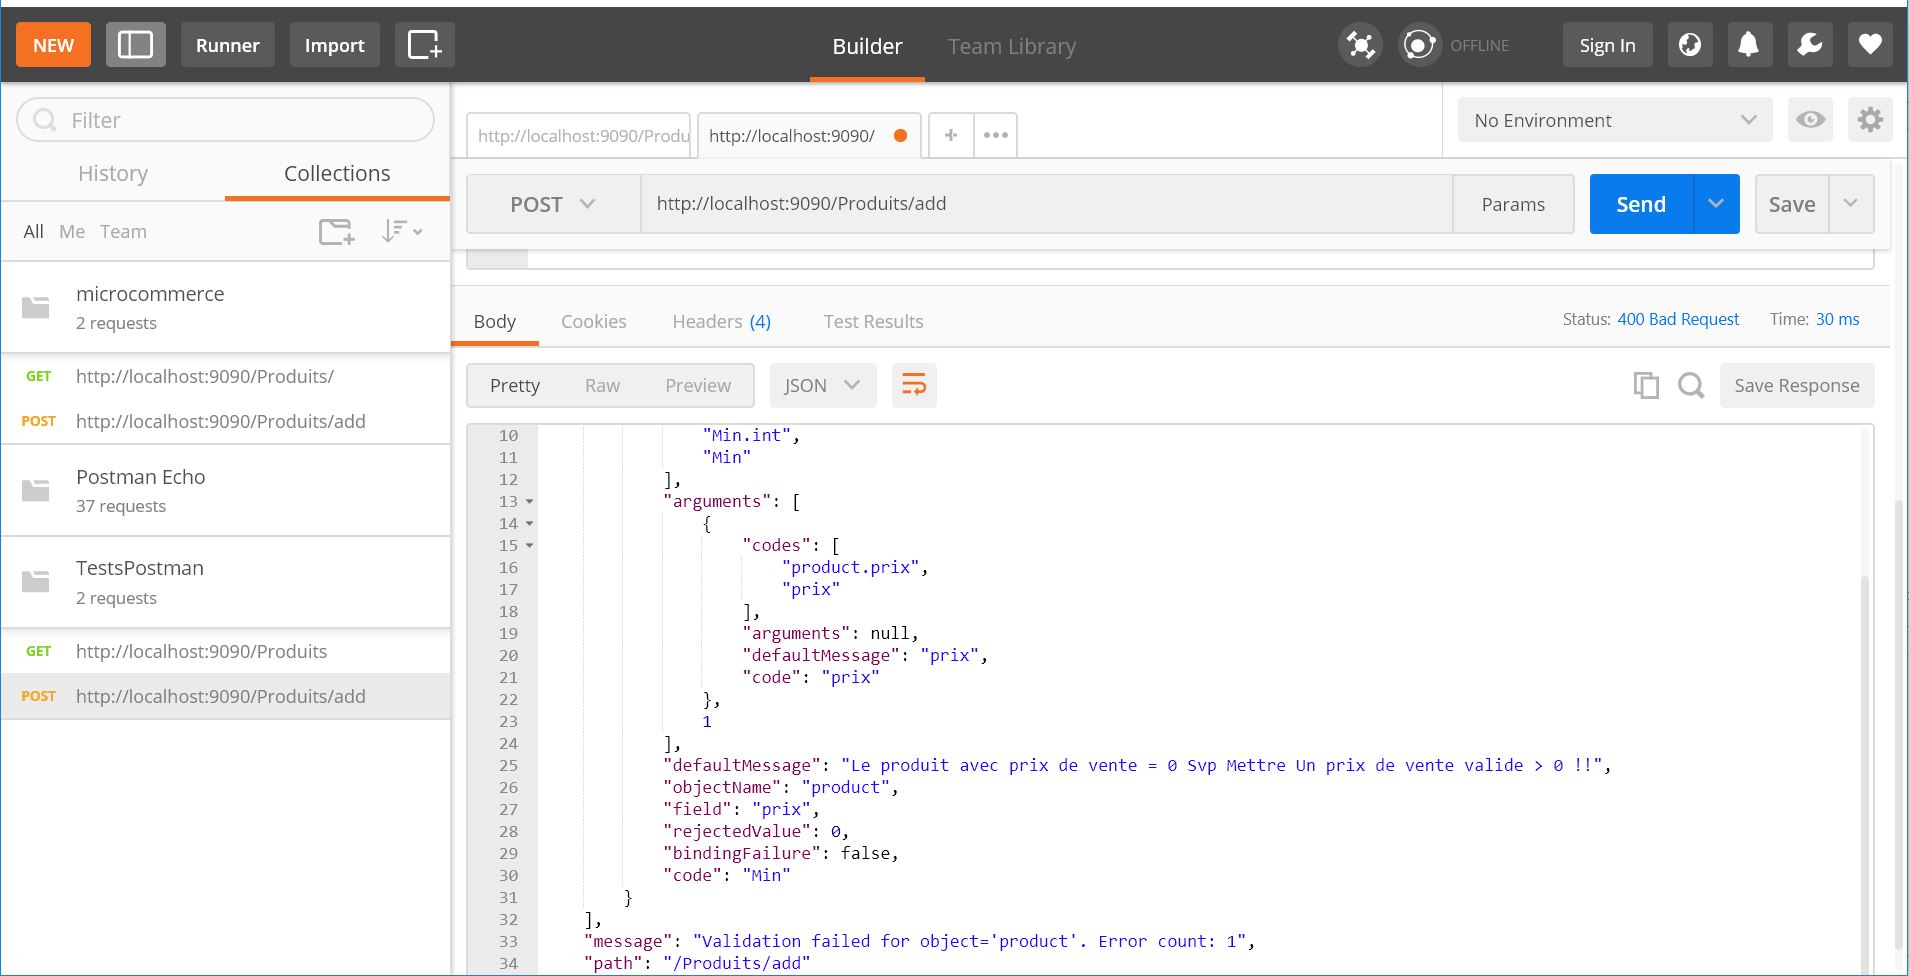 NEW
Runner
Import
Builder
Team Library
OFFLINE
Sign In
Filter
History
Collections
All Me Team
microcommerce
2 requests
GET http://localhost:9090/Produits/
POST http://localhost:9090/Produits/add
Postman Echo
37 requests
TestsPostman
2 requests
GET http://localhost:9090/Produits
POST http://localhost:9090/Produits/add
http://localhost:9090/Produ
http://localhost:9090/
+
•••
No Environment
POST
http://localhost:9090/Produits/add
Params
Send
Save
Body
Cookies
Headers (4)
Test Results
Status: 400 Bad Request
Time: 30 ms
Pretty
Raw
Preview
JSON
Save Response
10 "Min.int",
11 "Min"
12 ],
13 "arguments": [
14 {
15 "codes": [
16 "product.prix",
17 "prix"
18 ],
19 "arguments": null,
20 "defaultMessage": "prix",
21 "code": "prix"
22 },
23 1
24 ],
25 "defaultMessage": "Le produit avec prix de vente = 0 Svp Mettre Un prix de vente valide > 0 !!",
26 "objectName": "product",
27 "field": "prix",
28 "rejectedValue": 0,
29 "bindingFailure": false,
30 "code": "Min"
31 }
32 ],
33 "message": "Validation failed for object='product'. Error count: 1",
34 "path": "/Produits/add"